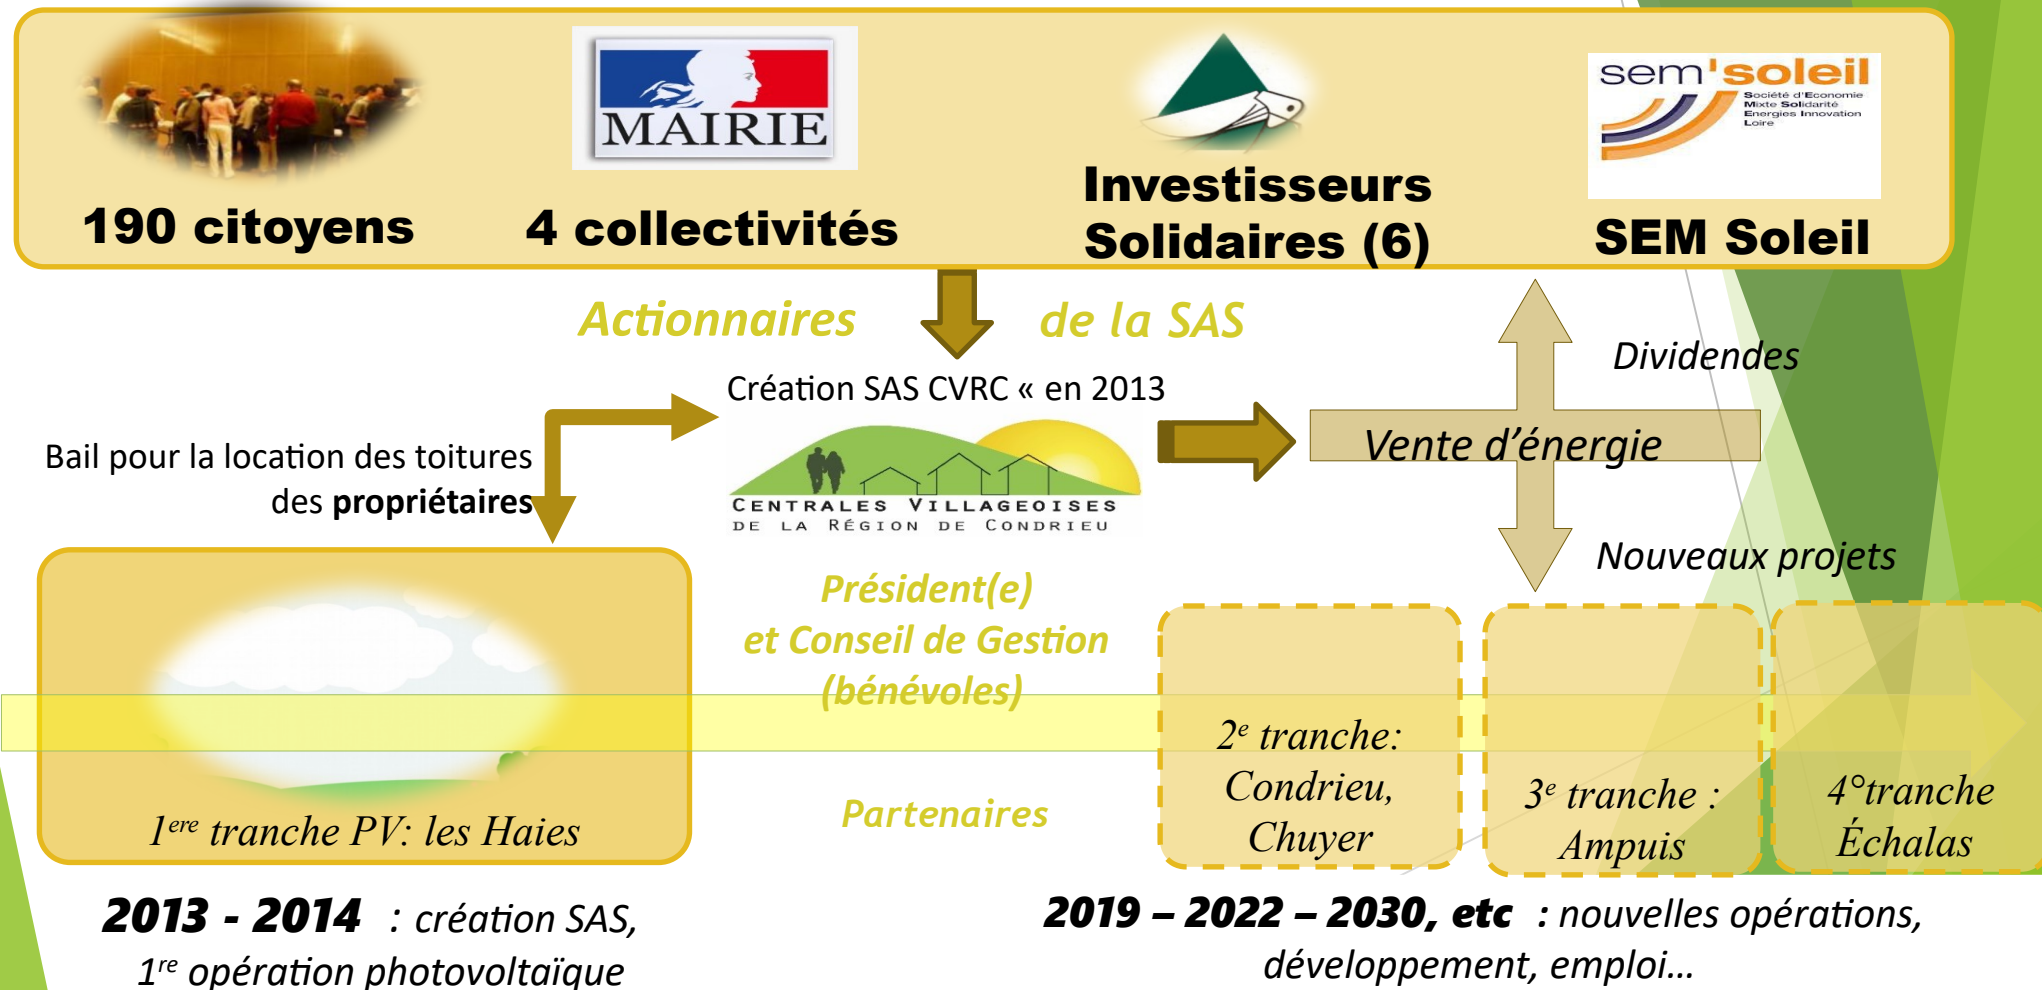 MAIRIE
sem'soleil
Société d'Economie
Mixte Solidarité
Energies Innovation
Loire
190 citoyens
4 collectivités
Investisseurs
Solidaires (6)
SEM Soleil
Actionnaires
de la SAS
Création SAS CVRC « en 2013
Dividendes
Bail pour la location des toitures
des propriétaires
Vente d'énergie
CENTRALES VILLAGEOISES
DE LA RÉGION DE CONDRIEU
Nouveaux projets
Président(e)
et Conseil de Gestion
(bénévoles)
Partenaires
1ere tranche PV: les Haies
2e tranche:
Condrieu,
Chuyer
3e tranche :
Ampuis
4°tranche
Échalas
2013 - 2014 : création SAS,
1re opération photovoltaïque
2019 – 2022 – 2030, etc : nouvelles opérations,
développement, emploi...